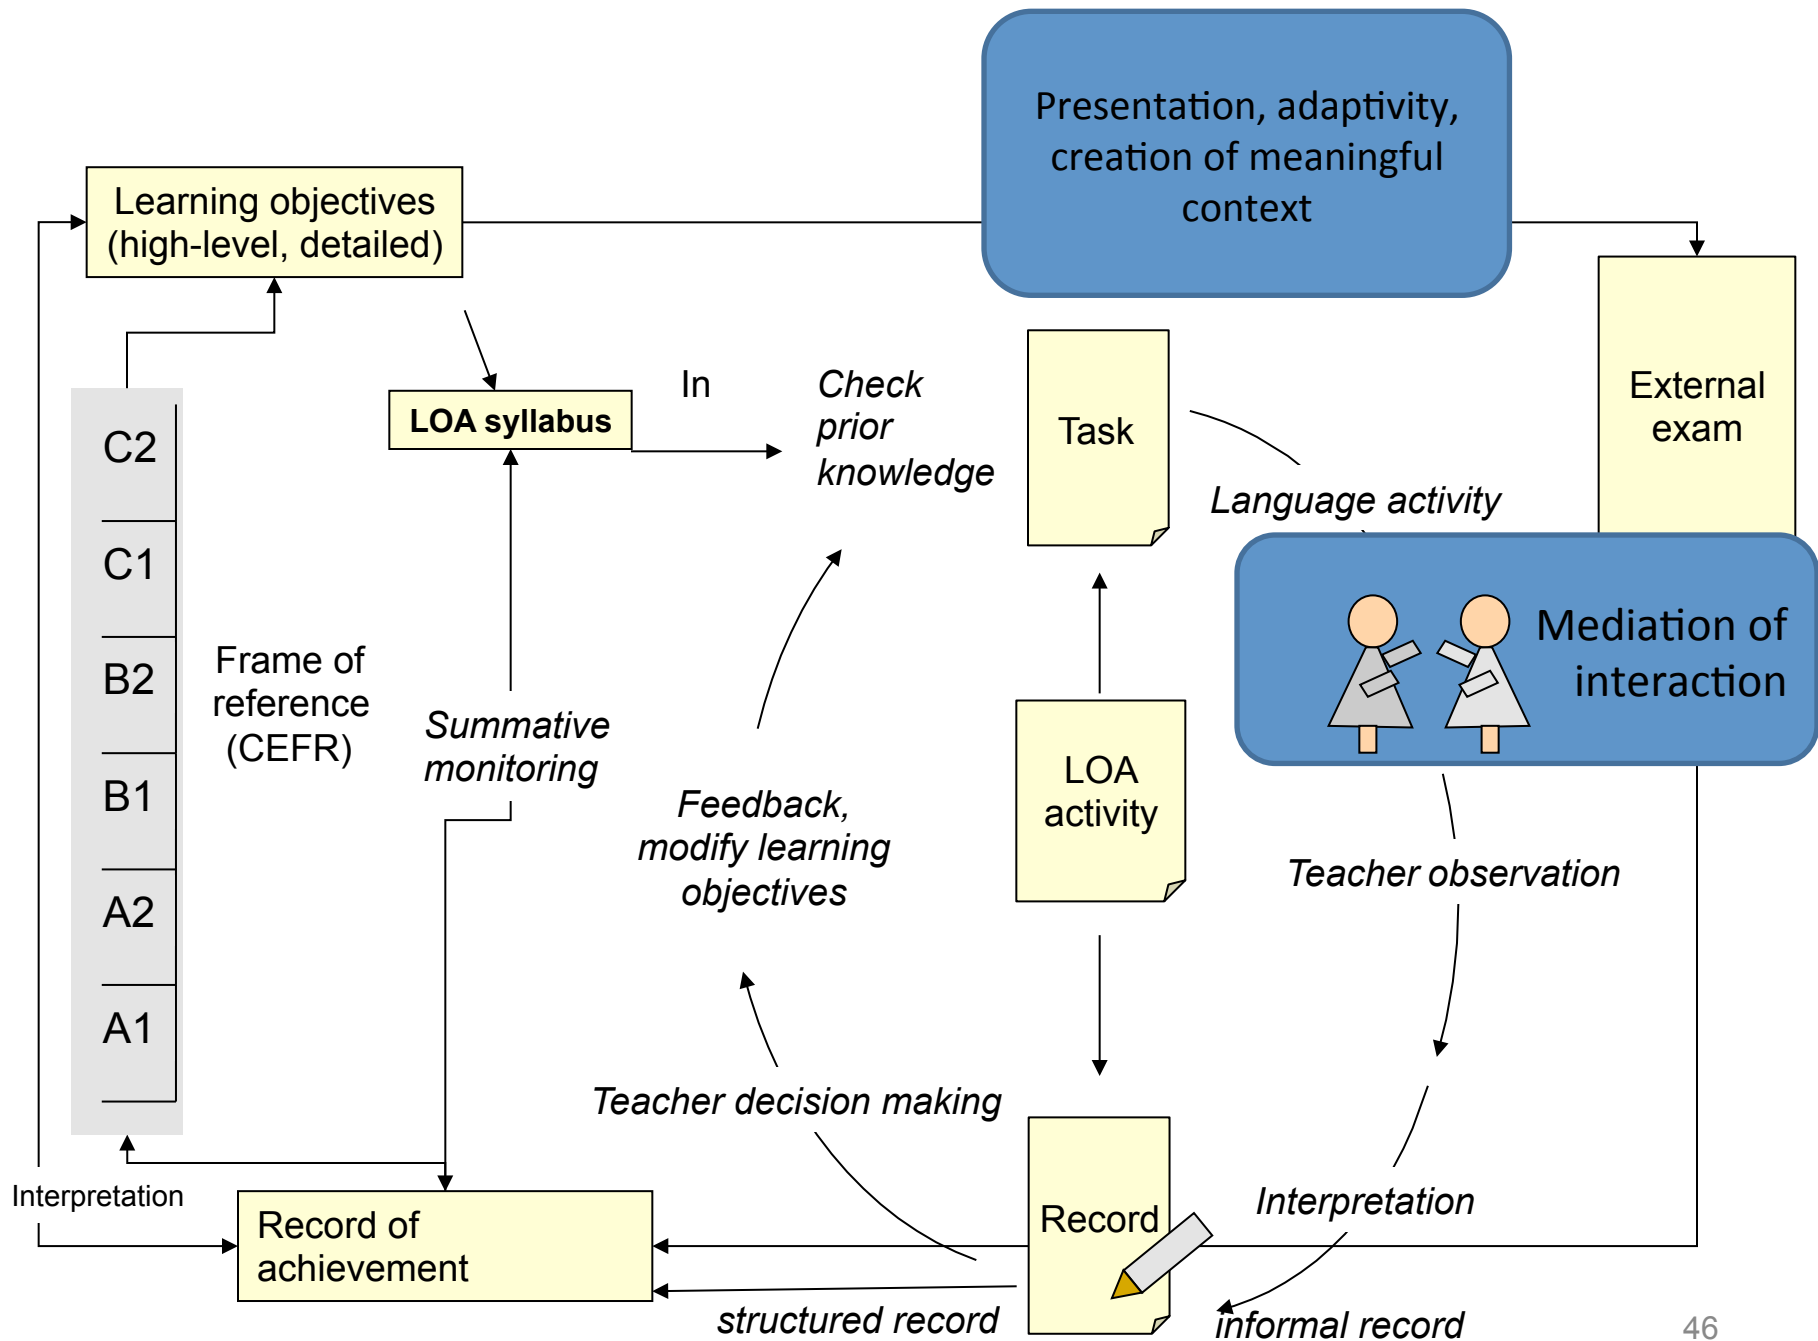 Presentation, adaptivity,
creation of meaningful
context
Learning objectives
(high-level, detailed)
LOA syllabus
In
Check
prior
knowledge
Task
External
exam
Language activity
C2
C1
B2
B1
A2
A1
Frame of
reference
(CEFR)
Summative
monitoring
Feedback,
modify learning
objectives
LOA
activity
Mediation of
interaction
Teacher observation
Teacher decision making
Interpretation
Record of
achievement
Record
Interpretation
structured record
informal record
46